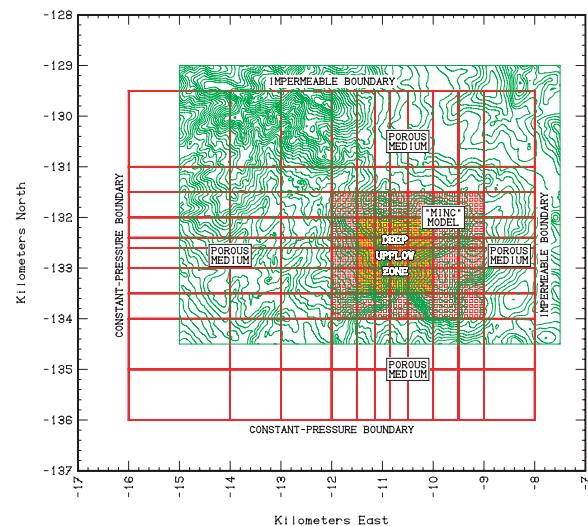 -128
-129
-130
-131
-132
-133
-134
-135
-136
-137
Kilometers North
-17
-16
-15
-14
-13
-12
-11
-10
-9
-8
-7
Kilometers East
IMPERMEABLE BOUNDARY
POROUS
MEDIUM
"MINC"
MODEL
DEEP
UPFLOW
ZONE
POROUS
MEDIUM
POROUS
MEDIUM
POROUS
MEDIUM
CONSTANT-PRESSURE BOUNDARY
IMPERMEABLE BOUNDARY
CONSTANT-PRESSURE BOUNDARY